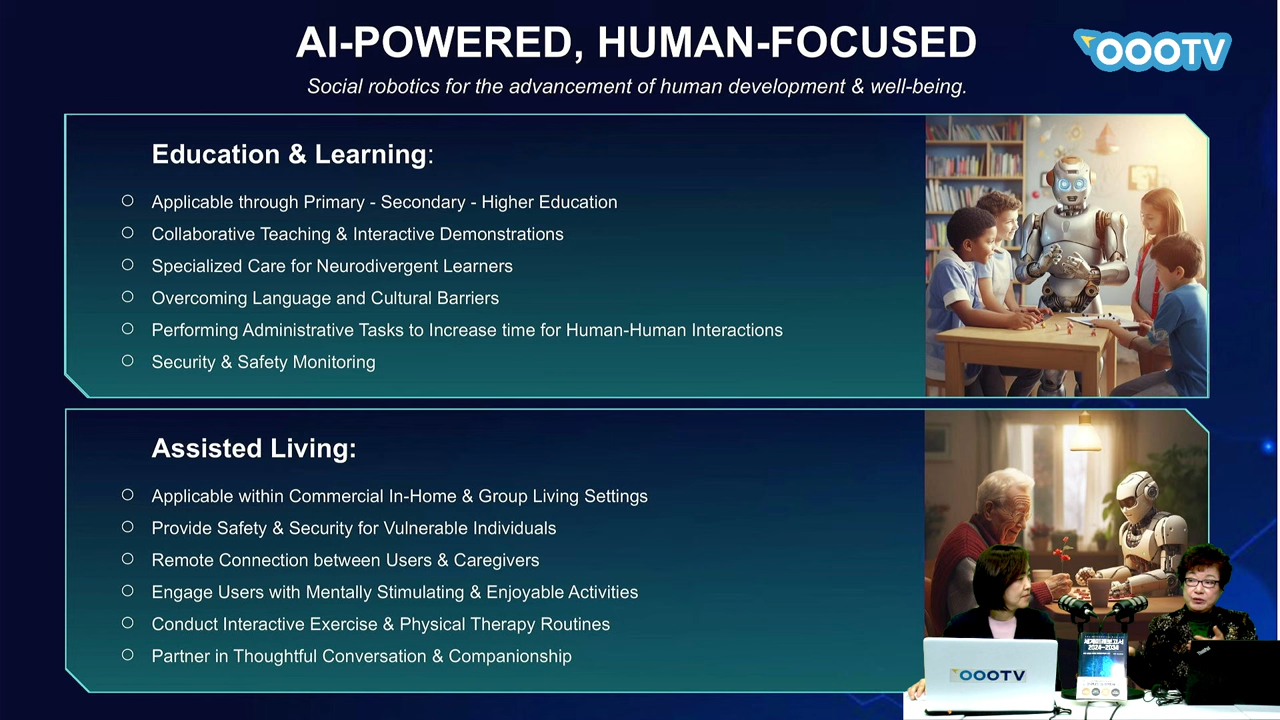 AI-POWERED, HUMAN-FOCUSED
OOOTV
Social robotics for the advancement of human development & well-being.
Education & Learning:
Applicable through Primary - Secondary - Higher Education
Collaborative Teaching & Interactive Demonstrations
Specialized Care for Neurodivergent Learners
Overcoming Language and Cultural Barriers
Performing Administrative Tasks to Increase time for Human-Human Interactions
Security & Safety Monitoring
Assisted Living:
Applicable within Commercial In-Home & Group Living Settings
Provide Safety & Security for Vulnerable Individuals
Remote Connection between Users & Caregivers
Engage Users with Mentally Stimulating & Enjoyable Activities
Conduct Interactive Exercise & Physical Therapy Routines
Partner in Thoughtful Conversation & Companionship
OOOTV
2024-2034
ThinkPad